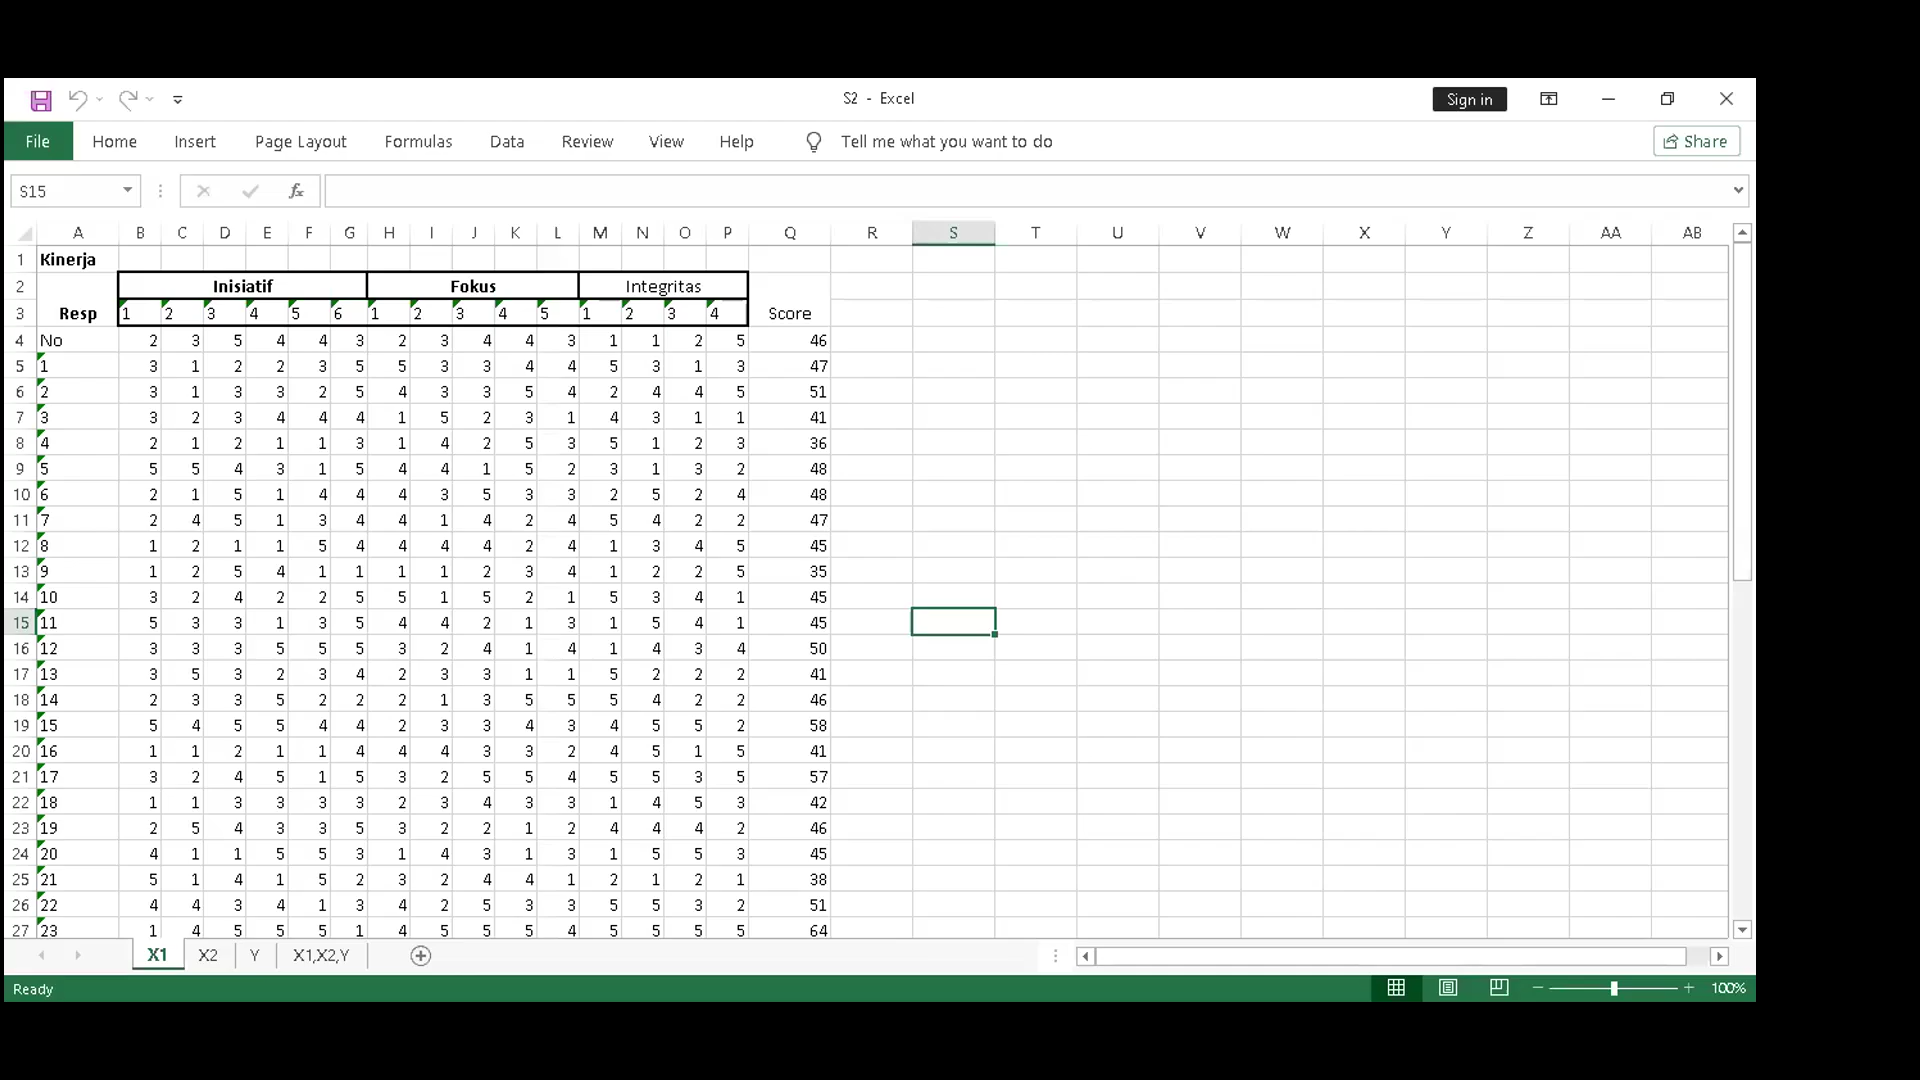 S2 - Excel
Sign in
File Home Insert Page Layout Formulas Data Review View Help Tell me what you want to do Share
S15 fx
A B C D E F G H I J K L M N O P Q R S T U V W X Y Z AA AB
1 Kinerja
2 Inisiatif Fokus Integritas
3 Resp 1 2 3 4 5 6 1 2 3 4 5 1 2 3 4 Score
4 No 2 3 5 4 4 3 2 3 4 4 3 1 1 2 5 46
5 1 3 1 2 2 3 5 5 3 3 4 4 5 3 1 3 47
6 2 3 1 3 3 2 5 4 3 3 5 4 2 4 4 5 51
7 3 3 2 3 4 4 4 1 5 2 3 1 4 3 1 1 41
8 4 2 1 2 1 1 3 1 4 2 5 3 5 1 2 3 36
9 5 5 5 4 3 1 5 4 4 1 5 2 3 1 3 2 48
10 6 2 1 5 1 4 4 4 3 5 3 3 2 5 2 4 48
11 7 2 4 5 1 3 4 4 1 4 2 4 5 4 2 2 47
12 8 1 2 1 1 5 4 4 4 4 2 4 1 3 4 5 45
13 9 1 2 5 4 1 1 1 1 2 3 4 1 2 2 5 35
14 10 3 2 4 2 2 5 5 1 5 2 1 5 3 4 1 45
15 11 5 3 3 1 3 5 4 4 2 1 3 1 5 4 1 45
16 12 3 3 3 5 5 5 3 2 4 1 4 1 4 3 4 50
17 13 3 5 3 2 3 4 2 3 3 1 1 5 2 2 2 41
18 14 2 3 3 5 2 2 2 1 3 5 5 5 4 2 2 46
19 15 5 4 5 5 4 4 2 3 3 4 3 4 5 5 2 58
20 16 1 1 2 1 1 4 4 4 3 3 2 4 5 1 5 41
21 17 3 2 4 5 1 5 3 2 5 5 4 5 5 3 5 57
22 18 1 1 3 3 3 3 2 3 4 3 3 1 4 5 3 42
23 19 2 5 4 3 3 5 3 2 2 1 2 4 4 4 2 46
24 20 4 1 1 5 5 3 1 4 3 1 3 1 5 5 3 45
25 21 5 1 4 1 5 2 3 2 4 4 1 2 1 2 1 38
26 22 4 4 3 4 1 3 4 2 5 3 3 5 5 3 2 51
27 23 1 4 5 5 5 1 4 5 5 5 4 5 5 5 5 64
X1 X2 Y X1,X2,Y
Ready 100%